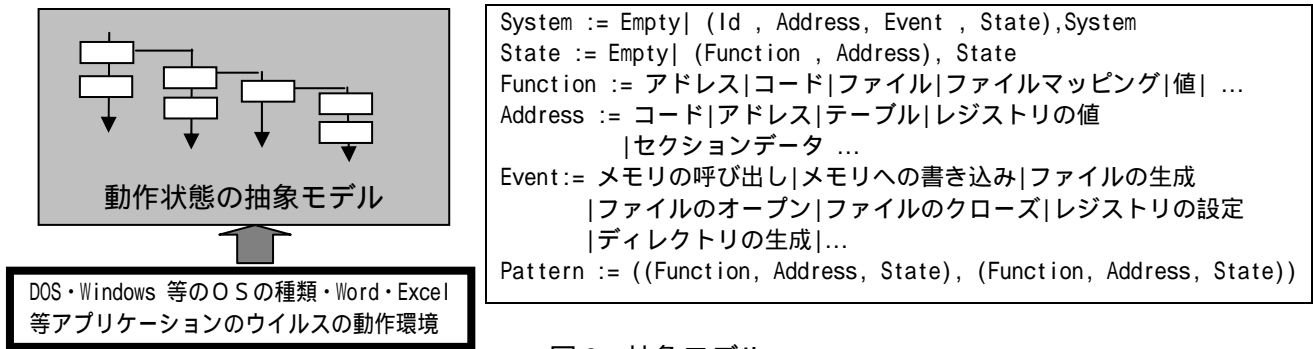 動作状態の抽象モデル
DOS・Windows 等のOSの種類・Word・Excel
等アプリケーションのウイルスの動作環境
System := Empty| (Id , Address, Event , State),System
State := Empty| (Function , Address), State
Function := アドレス|コード|ファイル|ファイルマッピング|値| …
Address := コード|アドレス|テーブル|レジストリの値
|セクションデータ …
Event:= メモリの呼び出し|メモリへの書き込み|ファイルの生成
|ファイルのオープン|ファイルのクローズ|レジストリの設定
|ディレクトリの生成|…
Pattern := ((Function, Address, State), (Function, Address, State))